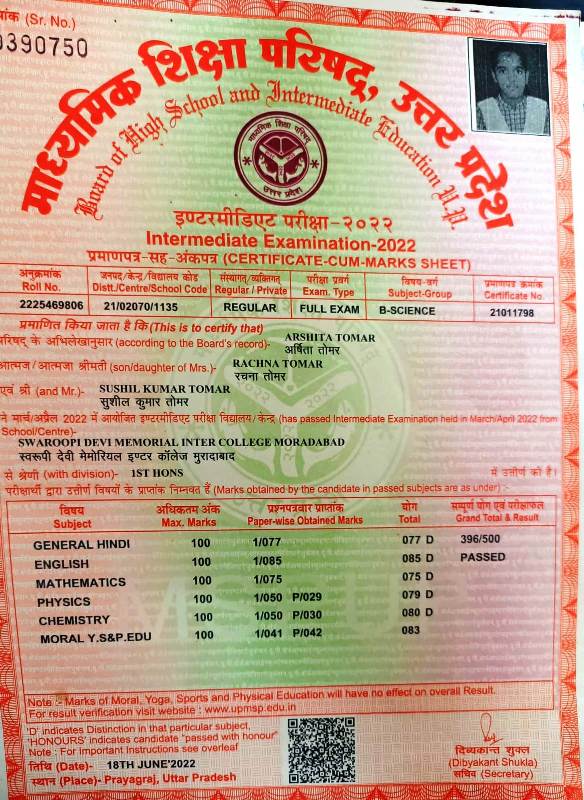 क्रमांक (Sr. No.)
0390750
माध्यमिक शिक्षा परिषद्, उत्तर प्रदेश
Board of High School and Intermediate Education U.P.
माध्यमिक शिक्षा परिषद्
उत्तर प्रदेश
इण्टरमीडिएट परीक्षा-२०२२
Intermediate Examination-2022
प्रमाणपत्र-सह-अंकपत्र (CERTIFICATE-CUM-MARKS SHEET)
अनुक्रमांक जनपद/केन्द्र/विद्यालय कोड संस्थागत/व्यक्तिगत परीक्षा प्रवर्ग विषय-वर्ग प्रमाणपत्र क्रमांक
Roll No. Distt./Centre/School Code Regular / Private Exam. Type Subject-Group Certificate No.
2225469806 21/02070/1135 REGULAR FULL EXAM B-SCIENCE 21011798
प्रमाणित किया जाता है कि(This is to certify that)
परिषद् के अभिलेखानुसार (according to the Board's record)- ARSHITA TOMAR
अर्षिता तोमर
आत्मज/आत्मजा श्रीमती (son/daughter of Mrs.)- RACHNA TOMAR
रचना तोमर
एवं श्री (and Mr.)- SUSHIL KUMAR TOMAR
सुशील कुमार तोमर
ने मार्च/अप्रैल 2022 में आयोजित इण्टरमीडिएट परीक्षा विद्यालय/केन्द्र (has passed Intermediate Examination held in March/April 2022 from
School/Centre)-
SWAROOPI DEVI MEMORIAL INTER COLLEGE MORADABAD
स्वरूपी देवी मेमोरियल इण्टर कॉलेज मुरादाबाद
से श्रेणी (with division)- 1ST HONS में उत्तीर्ण की है।
परीक्षार्थी द्वारा उत्तीर्ण विषयों के प्राप्तांक निम्नवत हैं (Marks obtained by the candidate in passed subjects are as under) :-
विषय अधिकतम अंक प्रश्नपत्रवार प्राप्तांक योग सम्पूर्ण योग एवं परीक्षाफल
Subject Max. Marks Paper-wise Obtained Marks Total Grand Total & Result
GENERAL HINDI 100 1/077 077 D 396/500
ENGLISH 100 1/085 085 D PASSED
MATHEMATICS 100 1/075 075 D
PHYSICS 100 1/050 P/029 079 D
CHEMISTRY 100 1/050 P/030 080 D
MORAL Y.S&P.EDU 100 1/041 P/042 083
Note :- Marks of Moral, Yoga, Sports and Physical Education will have no effect on overall Result.
For result verification visit website : www.upmsp.edu.in
'D' indicates Distinction in that particular subject,
'HONOURS' indicates candidate "passed with honour"
Note : For Important Instructions see overleaf
तिथि (Date)- 18TH JUNE'2022
स्थान (Place)- Prayagraj, Uttar Pradesh
दिव्यकान्त शुक्ल
(Dibyakant Shukla)
सचिव (Secretary)